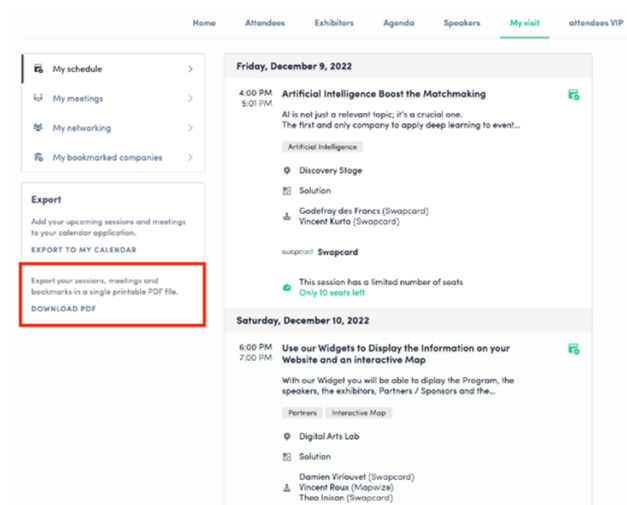 Home Attendees Exhibitors Agenda Speakers My visit attendees VIP
My schedule
My meetings
My networking
My bookmarked companies
Export
Add your upcoming sessions and meetings
to your calendar application.
EXPORT TO MY CALENDAR
Export your sessions, meetings and
bookmarks in a single printable PDF file.
DOWNLOAD PDF
Friday, December 9, 2022
4:00 PM Artificial Intelligence Boost the Matchmaking
5:01 PM
AI is not just a relevant topic; it's a crucial one.
The first and only company to apply deep learning to event...
Artificial Intelligence
Discovery Stage
Solution
Godefroy des Francs (Swapcard)
Vincent Kurta (Swapcard)
swapcard Swapcard
This session has a limited number of seats
Only 10 seats left
Saturday, December 10, 2022
6:00 PM Use our Widgets to Display the Information on your
7:00 PM Website and an interactive Map
With our Widget you will be able to diplay the Program, the
speakers, the exhibitors, Partners / Sponsors and the...
Partners Interactive Map
Digital Arts Lab
Solution
Damien Virlouvet (Swapcard)
Vincent Roux (Mapwize)
Theo Inisan (Swapcard)